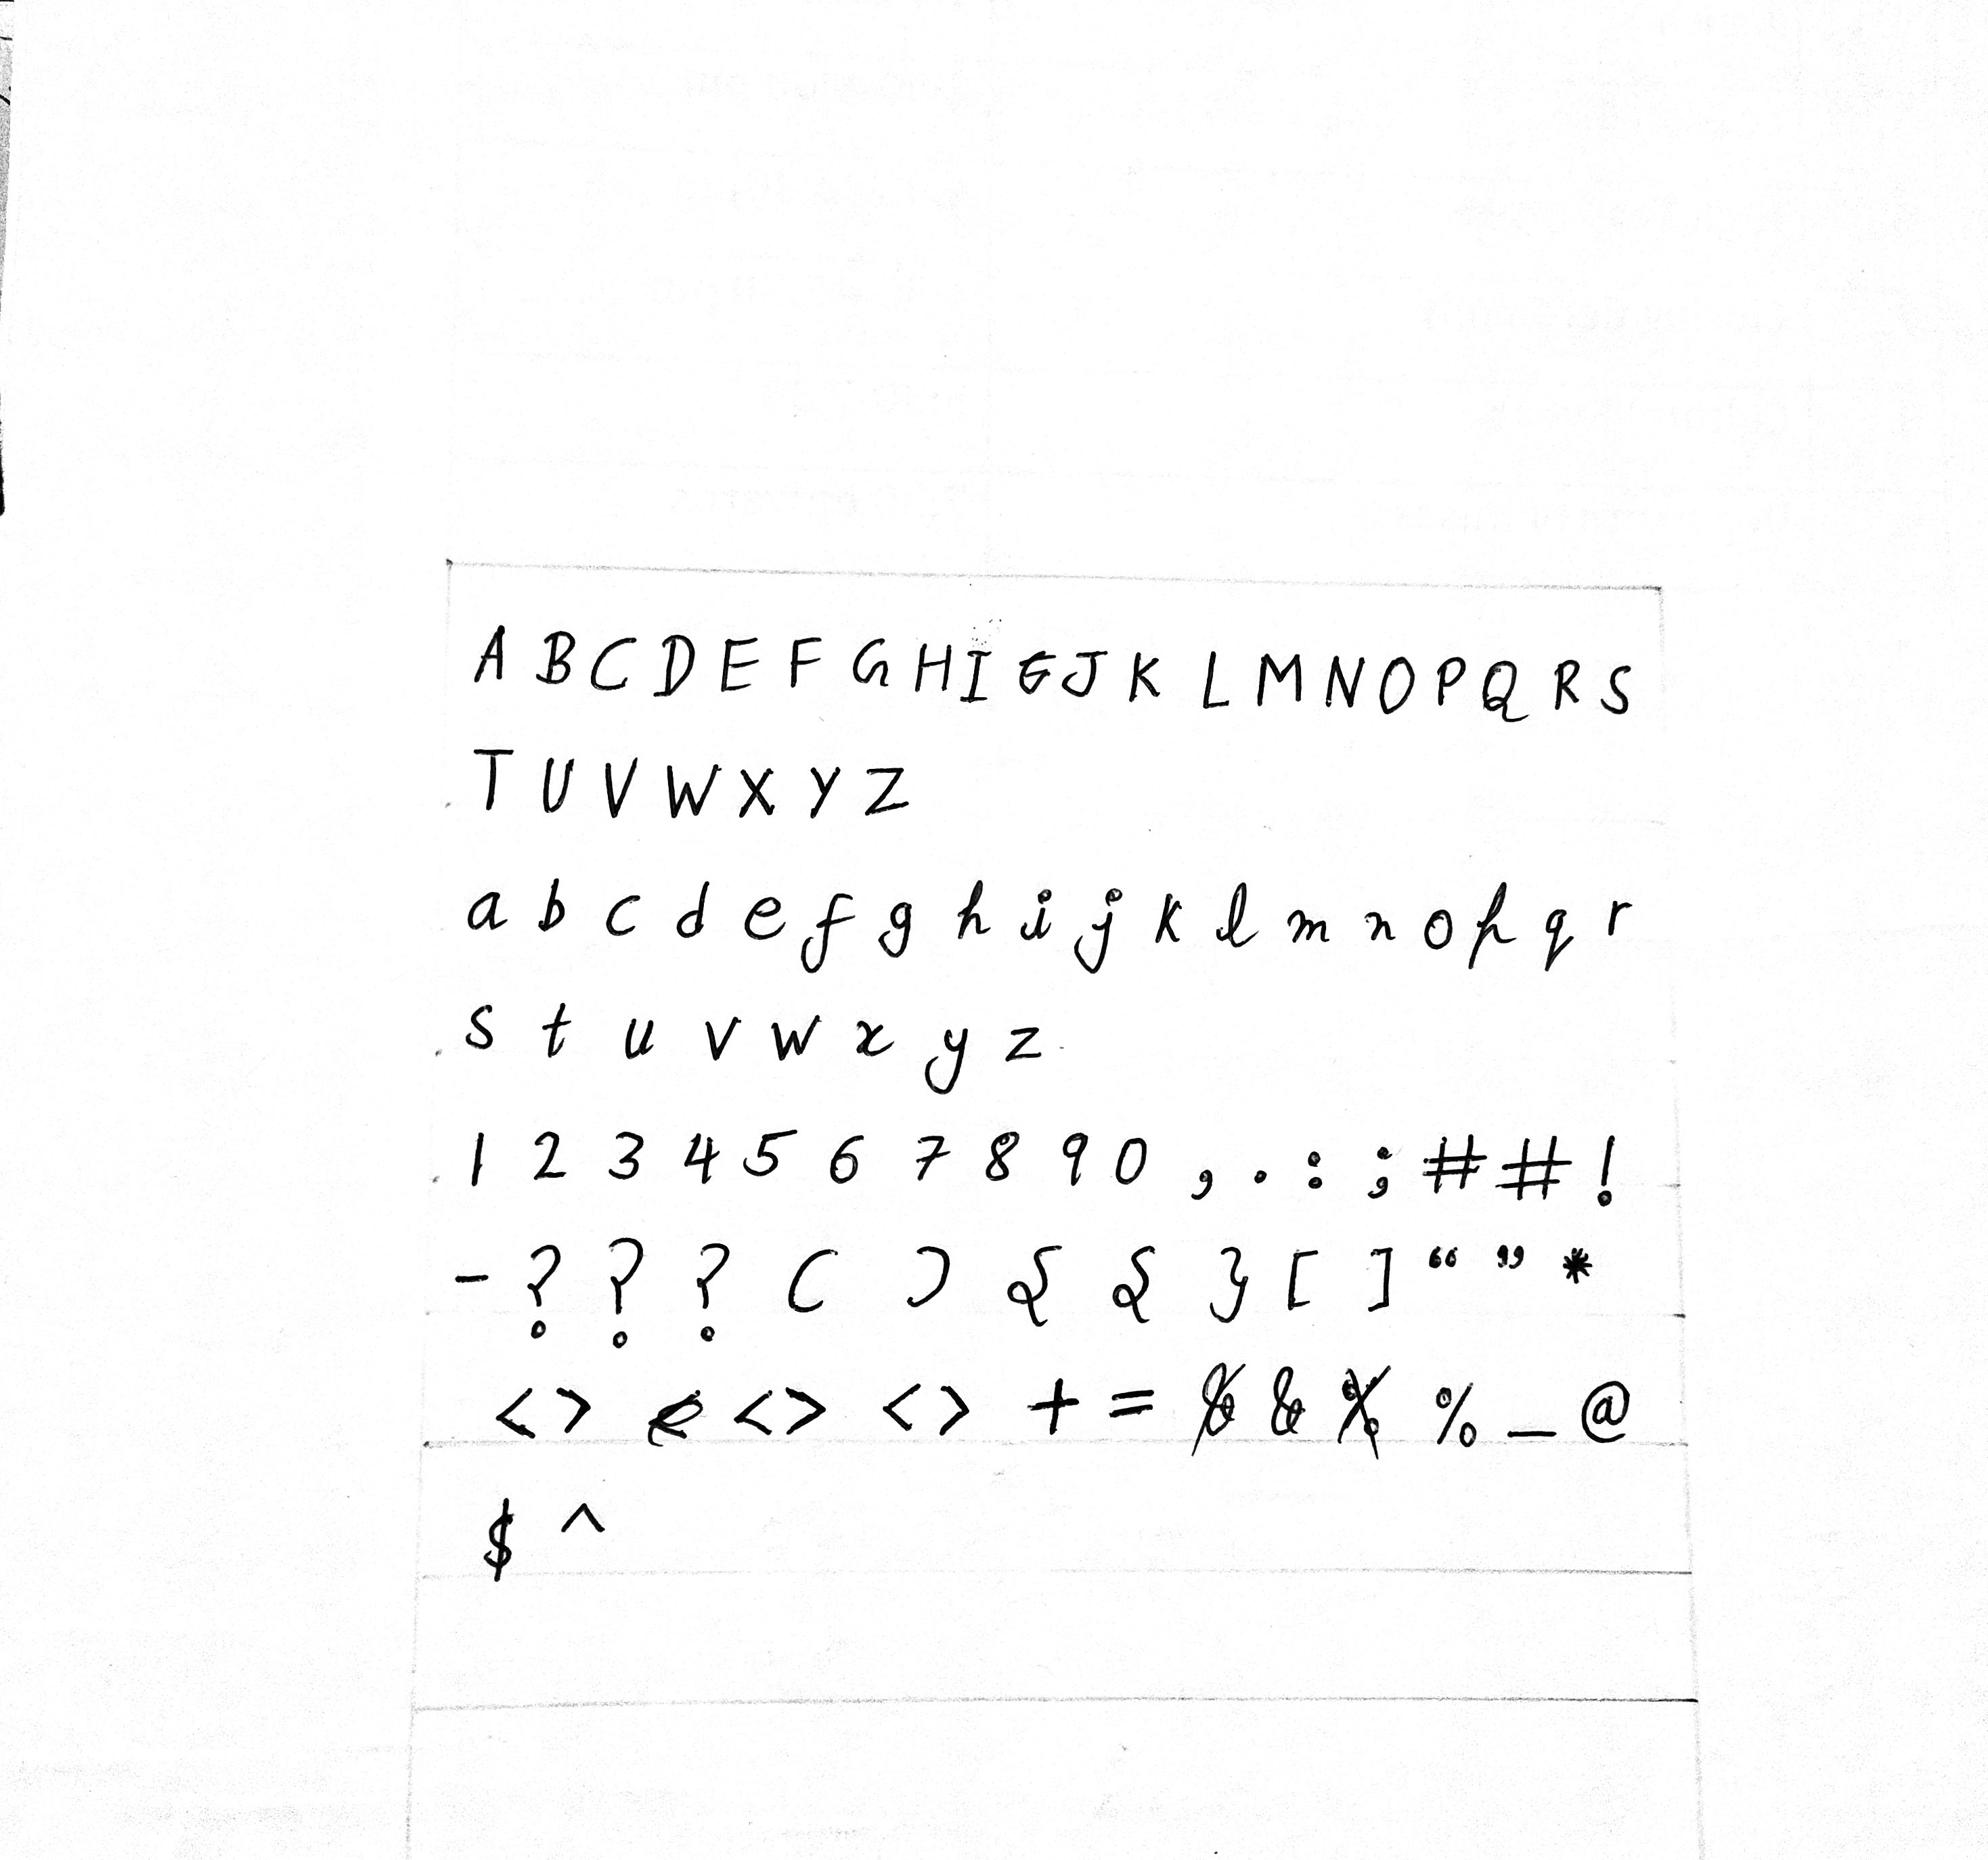 A B C D E F G H I G J K L M N O P Q R S
T U V W X Y Z
a b c d e f g h i j k l m n o p q r
s t u v w x y z
1 2 3 4 5 6 7 8 9 0 , . : ; # # !
- ? ? ? ( ) { { } [ ] “ ” *
< > e < > < > + = & & % % _ @
$ ^